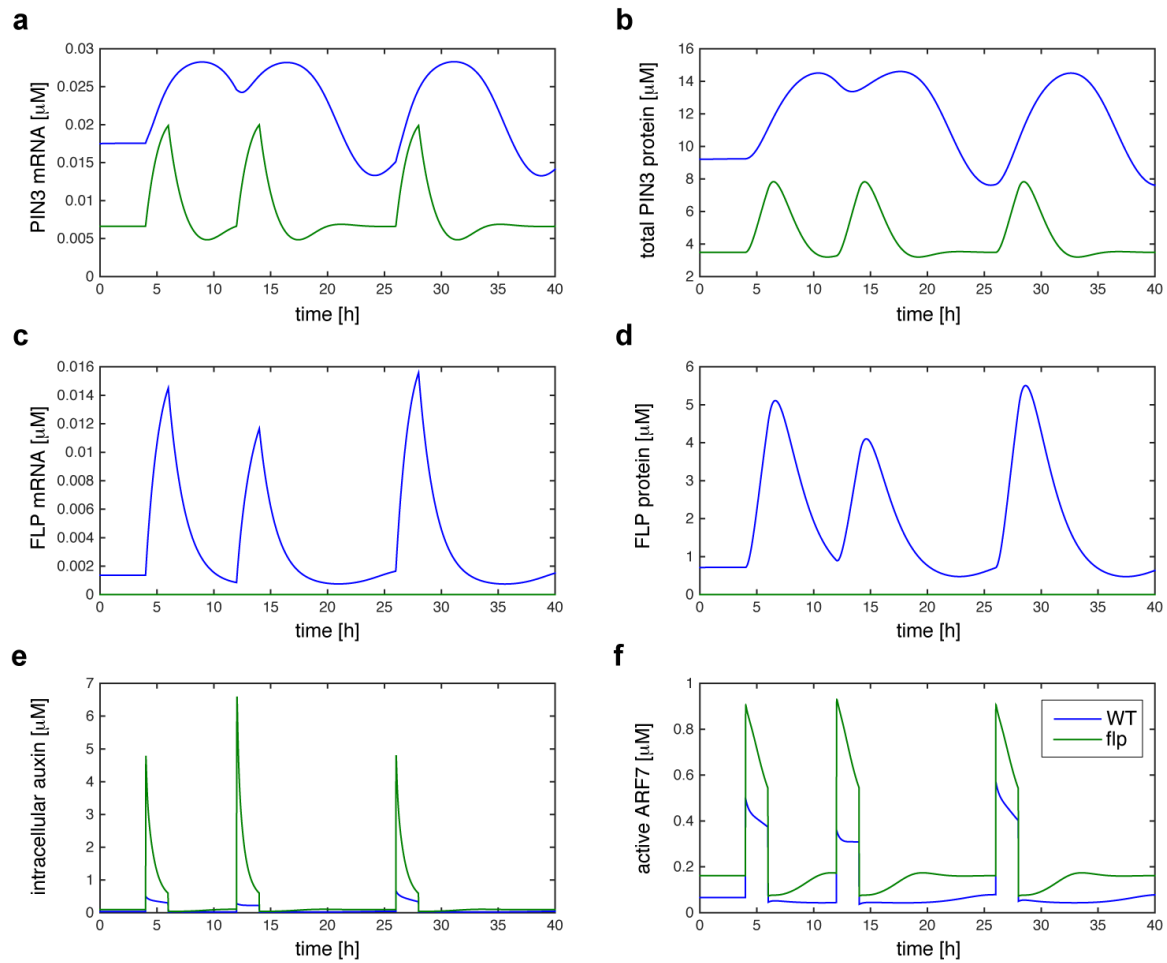 a
0.03
0.025
0.02
0.015
0.01
0.005
0
PIN3 mRNA [µM]
0 5 10 15 20 25 30 35 40
time [h]
b
16
14
12
10
8
6
4
2
total PIN3 protein [µM]
0 5 10 15 20 25 30 35 40
time [h]
c
0.016
0.014
0.012
0.01
0.008
0.006
0.004
0.002
0
FLP mRNA [µM]
0 5 10 15 20 25 30 35 40
time [h]
d
6
5
4
3
2
1
0
FLP protein [µM]
0 5 10 15 20 25 30 35 40
time [h]
e
7
6
5
4
3
2
1
0
intracellular auxin [µM]
0 5 10 15 20 25 30 35 40
time [h]
f
1
0.8
0.6
0.4
0.2
0
active ARF7 [µM]
WT
flp
0 5 10 15 20 25 30 35 40
time [h]